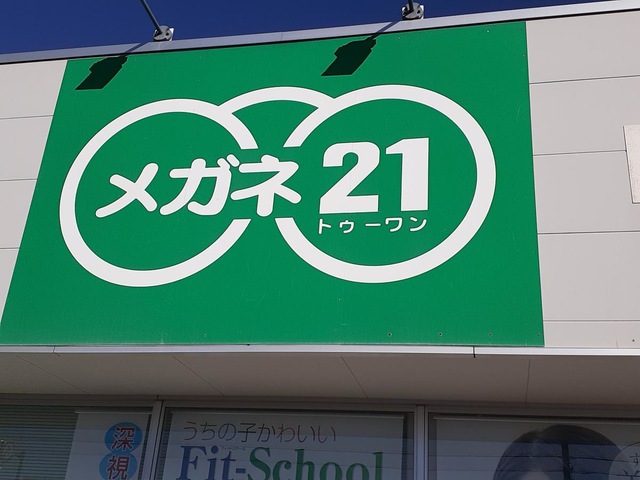 メガネ21
トゥーワン
うちの子かわいい
Fit-School
深
視